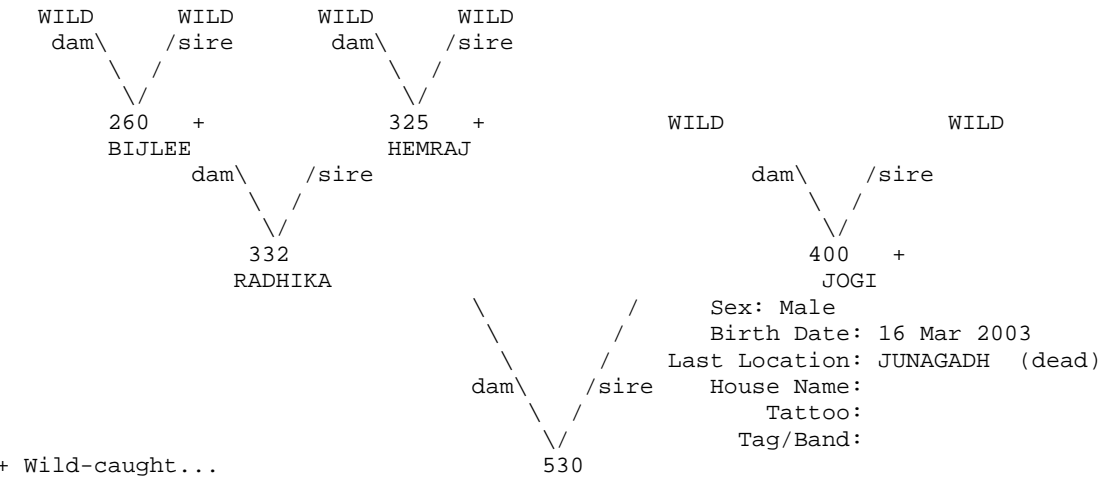 WILD WILD WILD WILD
dam\ /sire dam\ /sire
\ / \ /
\/ \/
260 + 325 + WILD WILD
BIJLEE HEMRAJ
dam\ /sire dam\ /sire
\ / \ /
\/ \/
332 400 +
RADHIKA JOGI
\ / Sex: Male
\ / Birth Date: 16 Mar 2003
\ / Last Location: JUNAGADH (dead)
dam\ /sire House Name:
\ / Tattoo:
\/ Tag/Band:
+ Wild-caught... 530